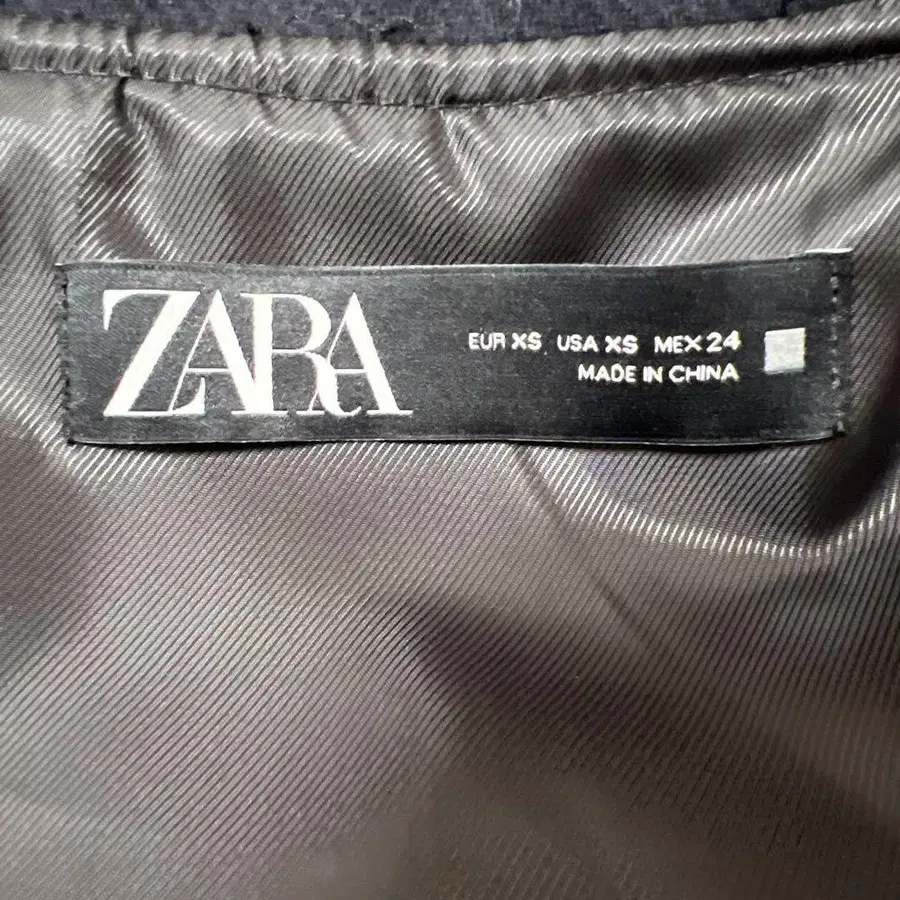 ZARA
EUR XS USA XS MEX 24
MADE IN CHINA